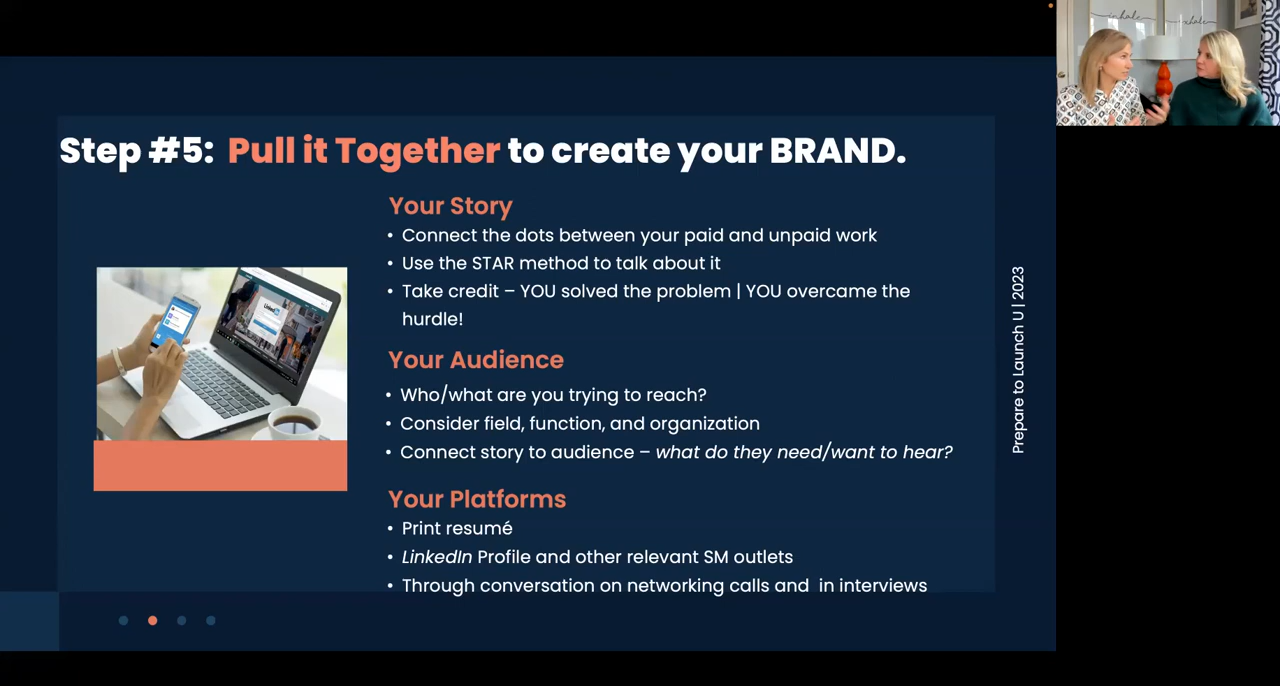 inhale
Step #5: Pull it Together to create your BRAND.
Your Story
• Connect the dots between your paid and unpaid work
• Use the STAR method to talk about it
• Take credit – YOU solved the problem | YOU overcame the
hurdle!
Your Audience
• Who/what are you trying to reach?
• Consider field, function, and organization
• Connect story to audience – what do they need/want to hear?
Your Platforms
• Print resumé
• LinkedIn Profile and other relevant SM outlets
• Through conversation on networking calls and in interviews
Prepare to Launch U | 2023